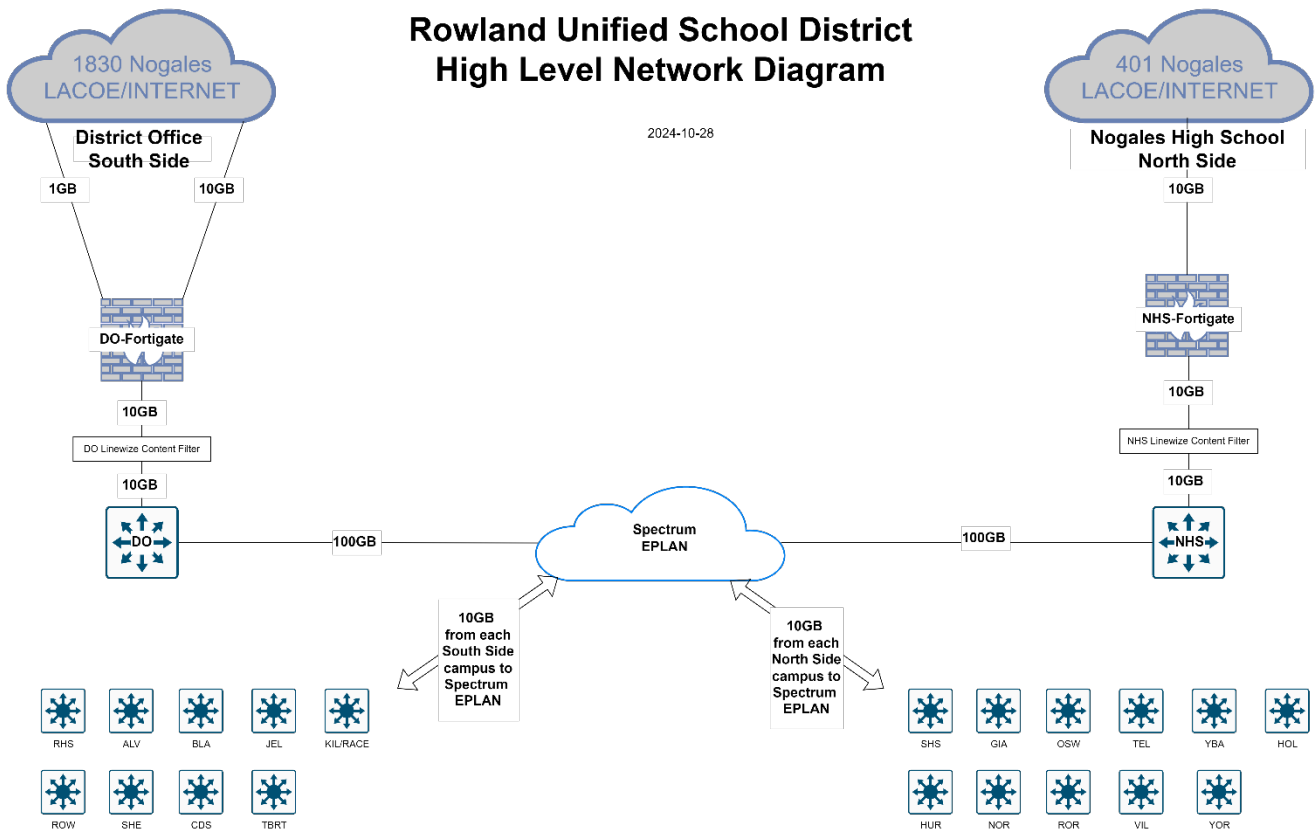 Rowland Unified School District
High Level Network Diagram
2024-10-28
1830 Nogales
LACOE/INTERNET
District Office
South Side
1GB
10GB
DO-Fortigate
10GB
DO Linewize Content Filter
10GB
DO
100GB
Spectrum
EPLAN
100GB
401 Nogales
LACOE/INTERNET
Nogales High School
North Side
10GB
NHS-Fortigate
10GB
NHS Linewize Content Filter
10GB
NHS
10GB
from each
South Side
campus to
Spectrum
EPLAN
10GB
from each
North Side
campus to
Spectrum
EPLAN
RHS
ALV
BLA
JEL
KIL/RACE
ROW
SHE
CDS
TBRT
SHS
GIA
OSW
TEL
YBA
HOL
HUR
NOR
ROR
VIL
YOR